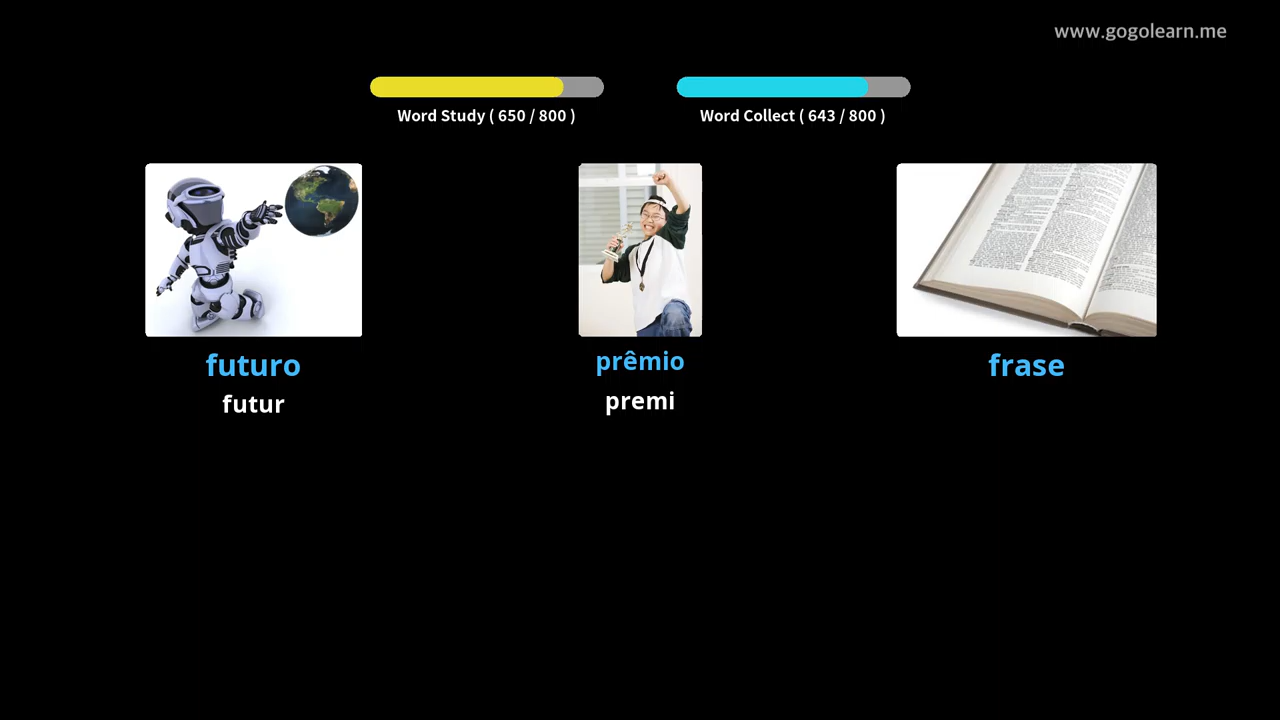 www.gogolearn.me
Word Study ( 650 / 800 )
Word Collect ( 643 / 800 )
futuro
futur
prêmio
premi
frase